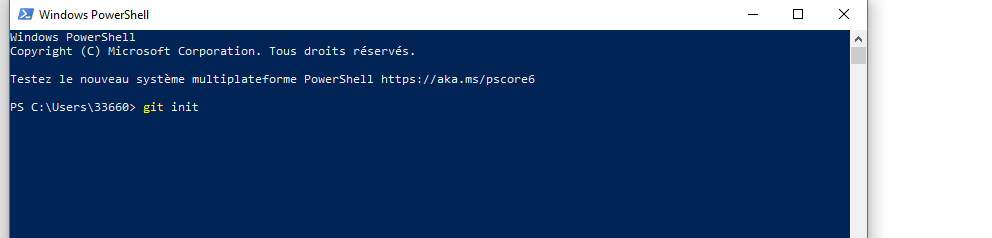 Windows PowerShell
Windows PowerShell
Copyright (C) Microsoft Corporation. Tous droits réservés.
Testez le nouveau système multiplateforme PowerShell https://aka.ms/pscore6
PS C:\Users\33660> git init